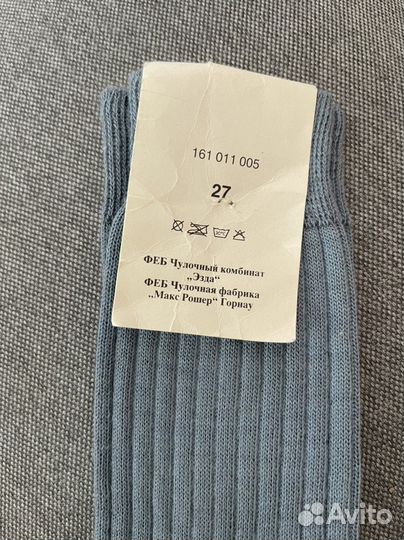 161 011 005
27
ФЕБ Чулочный комбинат
„Эзда“
ФЕБ Чулочная фабрика
„Макс Рошер“ Горнау
Avito